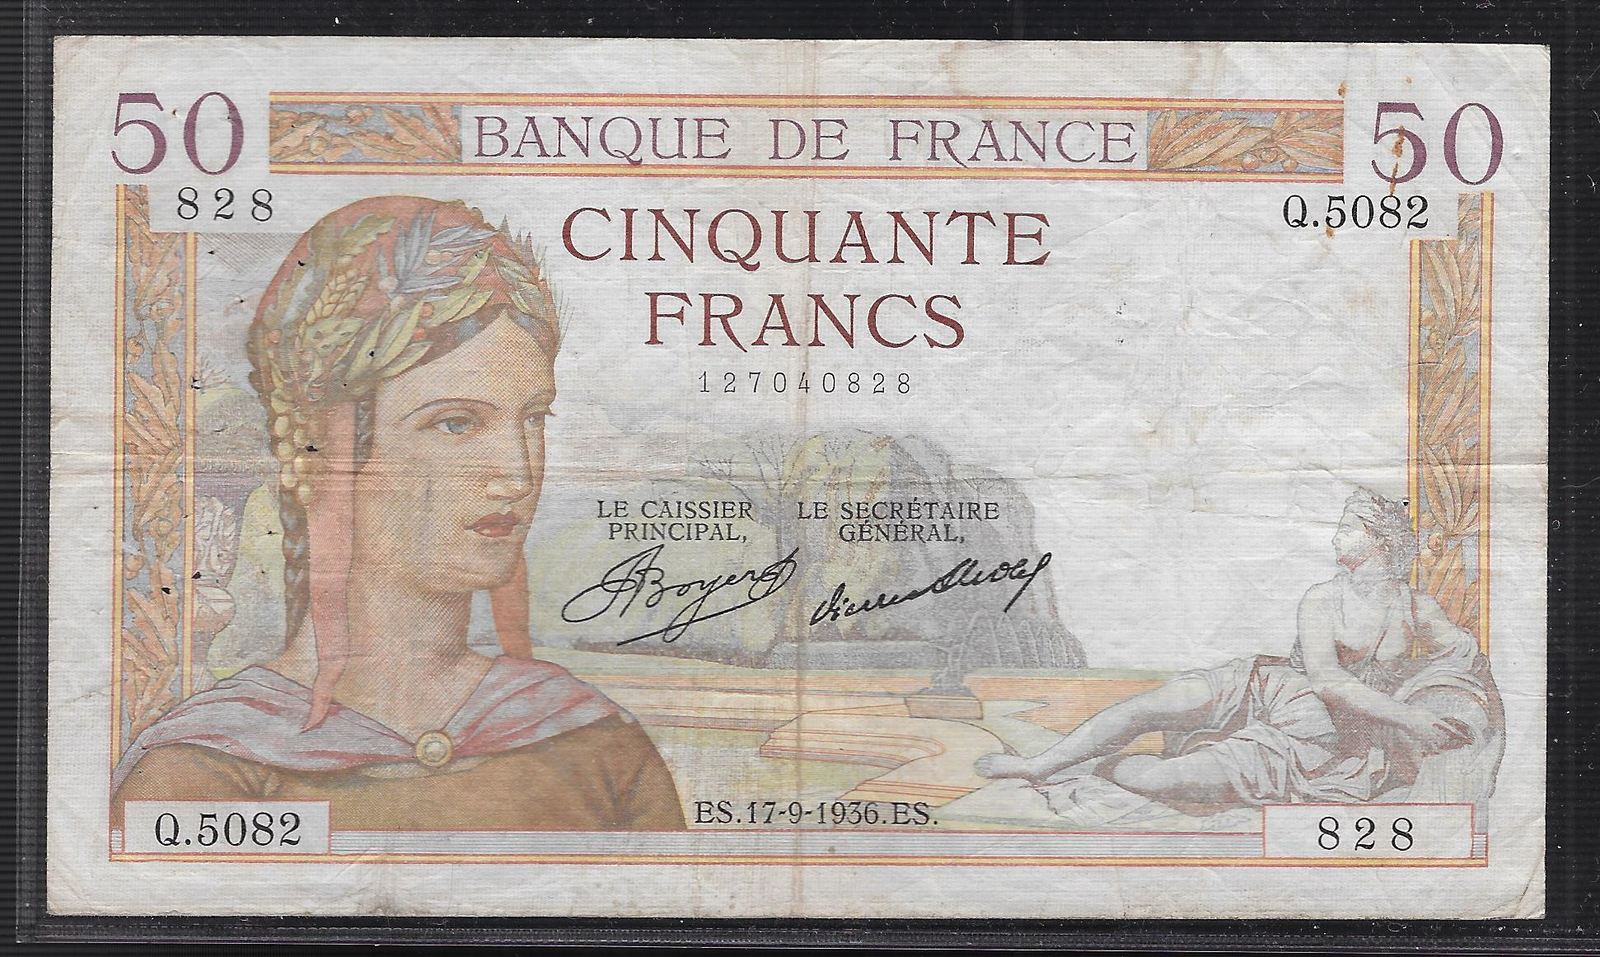 50 BANQUE DE FRANCE 50
828 Q.5082
CINQUANTE
FRANCS
127040828
LE CAISSIER PRINCIPAL,
LE SECRÉTAIRE GÉNÉRAL,
Boyer
ES.17-9-1936.ES.
Q.5082 828